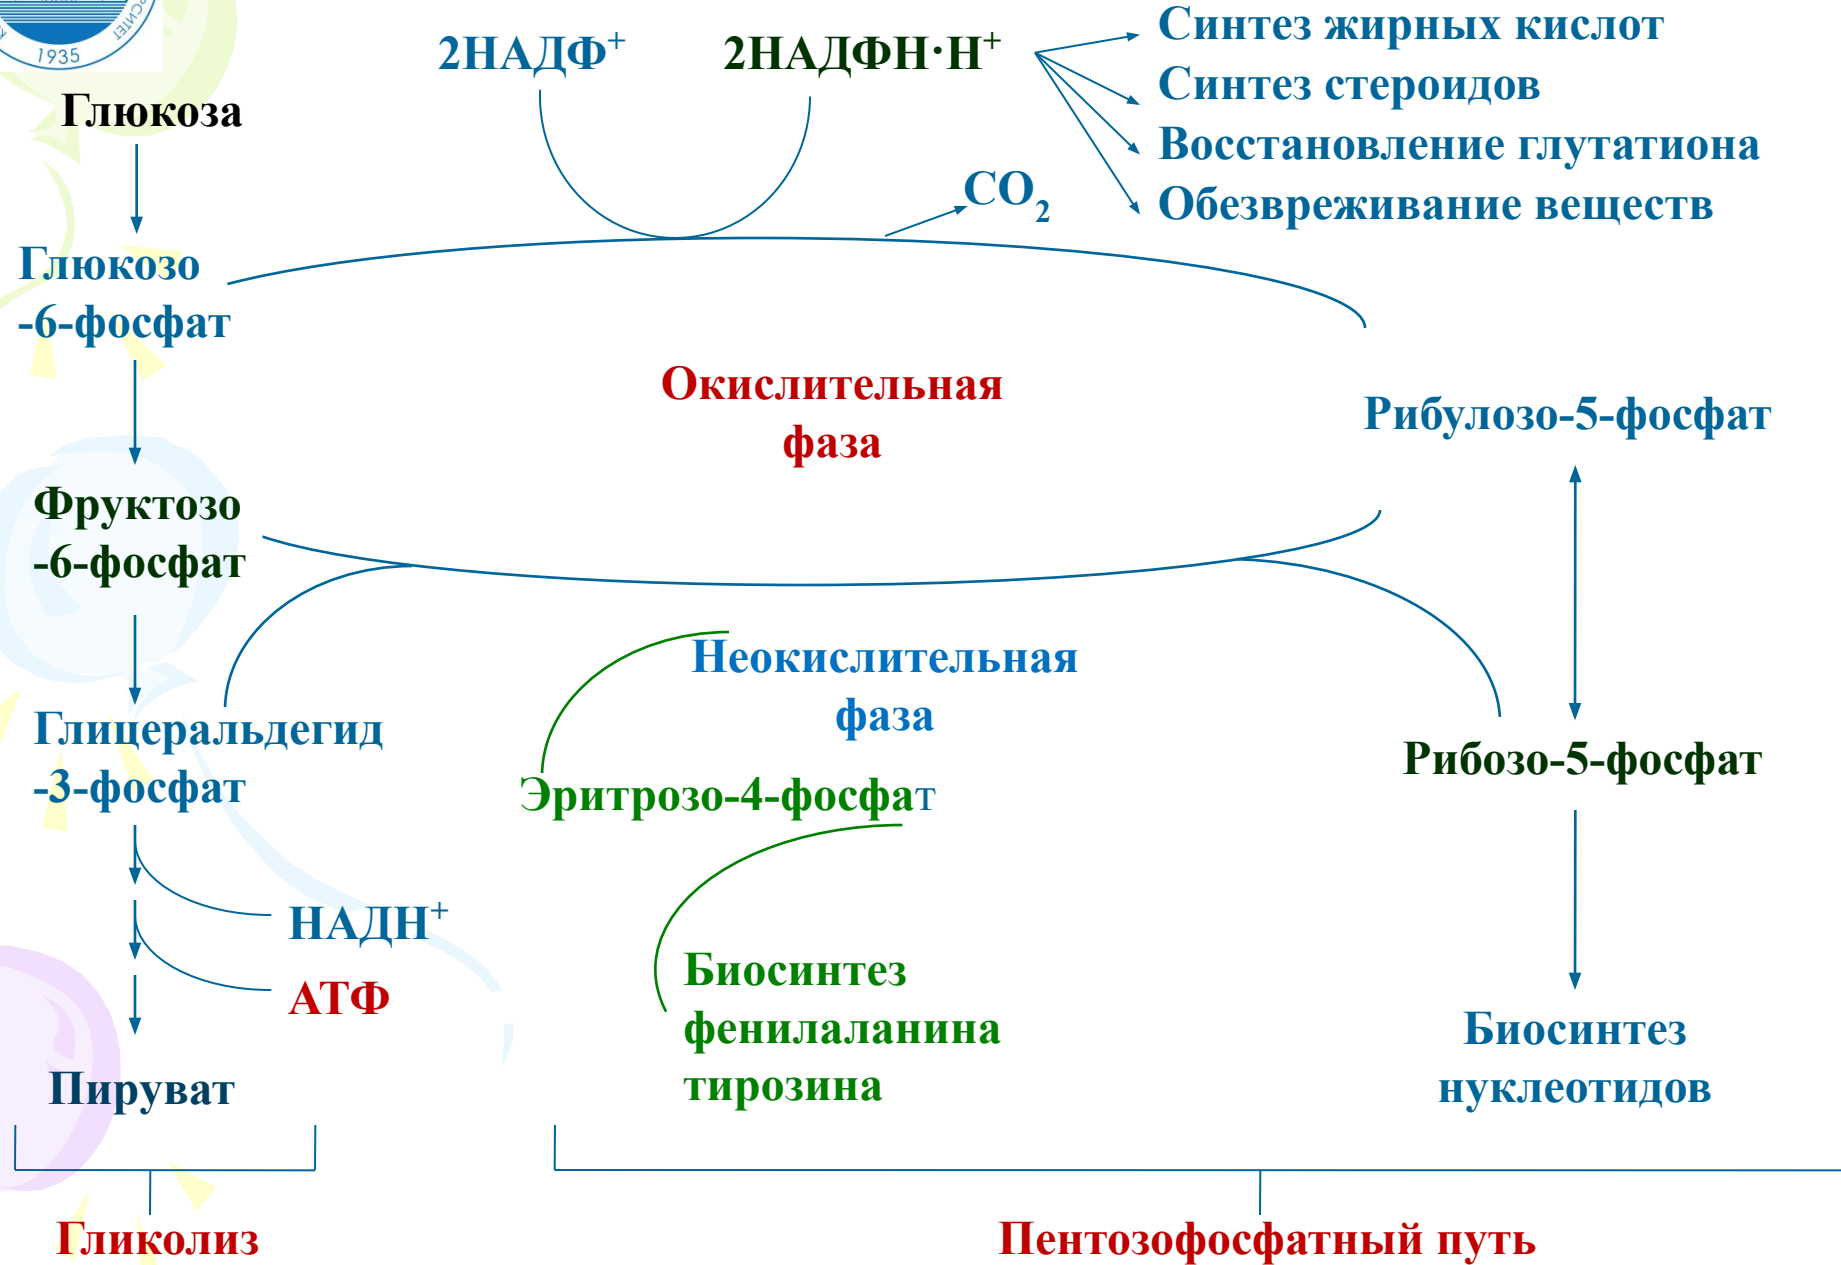 1935
2НАДФ⁺
2НАДФН·Н⁺
Синтез жирных кислот
Синтез стероидов
Восстановление глутатиона
Обезвреживание веществ
CO₂
Глюкоза
Глюкозо
-6-фосфат
Окислительная
фаза
Рибулозо-5-фосфат
Фруктозо
-6-фосфат
Неокислительная
фаза
Глицеральдегид
-3-фосфат
Эритрозо-4-фосфат
Рибозо-5-фосфат
НАДН⁺
АТФ
Биосинтез
фенилаланина
тирозина
Биосинтез
нуклеотидов
Пируват
Гликолиз
Пентозофосфатный путь